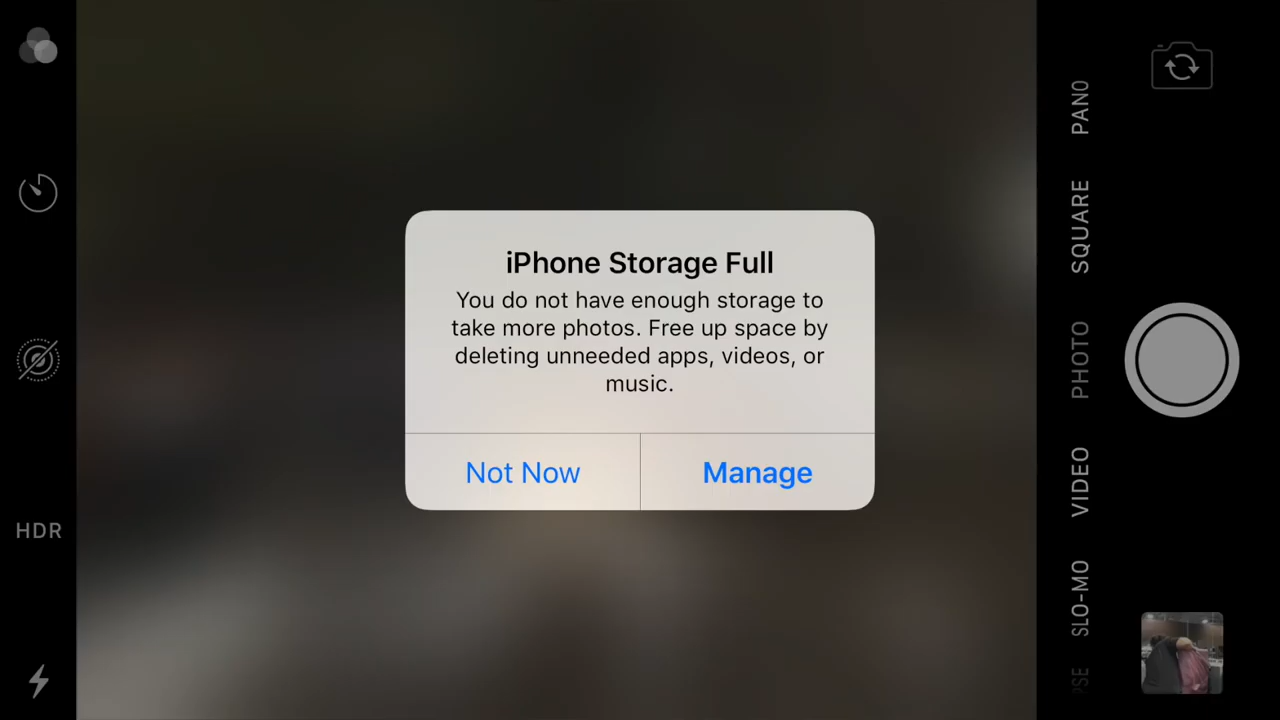 iPhone Storage Full
You do not have enough storage to
take more photos. Free up space by
deleting unneeded apps, videos, or
music.
Not Now
Manage
HDR
PANO
SQUARE
PHOTO
VIDEO
SLO-MO